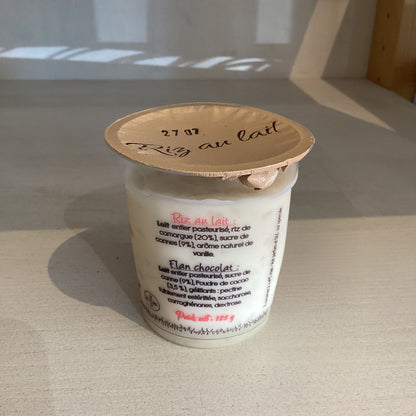 27 07
Riz au lait
Riz au lait :
Lait entier pasteurisé, riz de
camargue (20%), sucre de
cannes (9%), arôme naturel de
vanille.
Flan chocolat :
Lait entier pasteurisé, sucre de
canne (9%), Poudre de cacao
(3,5 %), gélifiants : pectine
faiblement estérifiée, saccharose,
carraghénanes, dextrose.
Poids net : 125 g